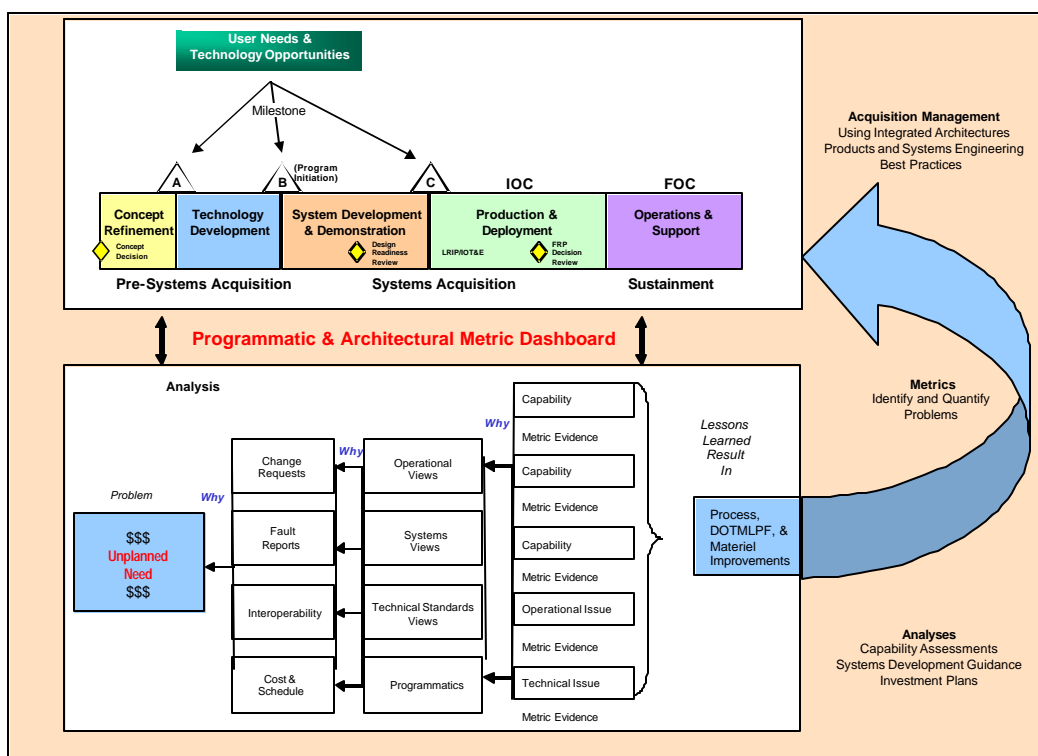 User Needs &
Technology Opportunities
Milestone
A
B
(Program
Initiation)
C
IOC
FOC
Concept
Refinement
Technology
Development
System Development
& Demonstration
Production &
Deployment
Operations &
Support
Concept
Decision
Design
Readiness
Review
LRIP/IOT&E
FRP
Decision
Review
Pre-Systems Acquisition
Systems Acquisition
Sustainment
Acquisition Management
Using Integrated Architectures
Products and Systems Engineering
Best Practices
Programmatic & Architectural Metric Dashboard
Metrics
Identify and Quantify
Problems
Analysis
Problem
$$$
Unplanned
Need
$$$
Why
Change
Requests
Fault
Reports
Interoperability
Cost &
Schedule
Why
Operational
Views
Systems
Views
Technical Standards
Views
Programmatics
Why
Capability
Metric Evidence
Capability
Metric Evidence
Capability
Metric Evidence
Operational Issue
Metric Evidence
Technical Issue
Metric Evidence
Lessons
Learned
Result
In
Process,
DOTMLPF, &
Materiel
Improvements
Analyses
Capability Assessments
Systems Development Guidance
Investment Plans